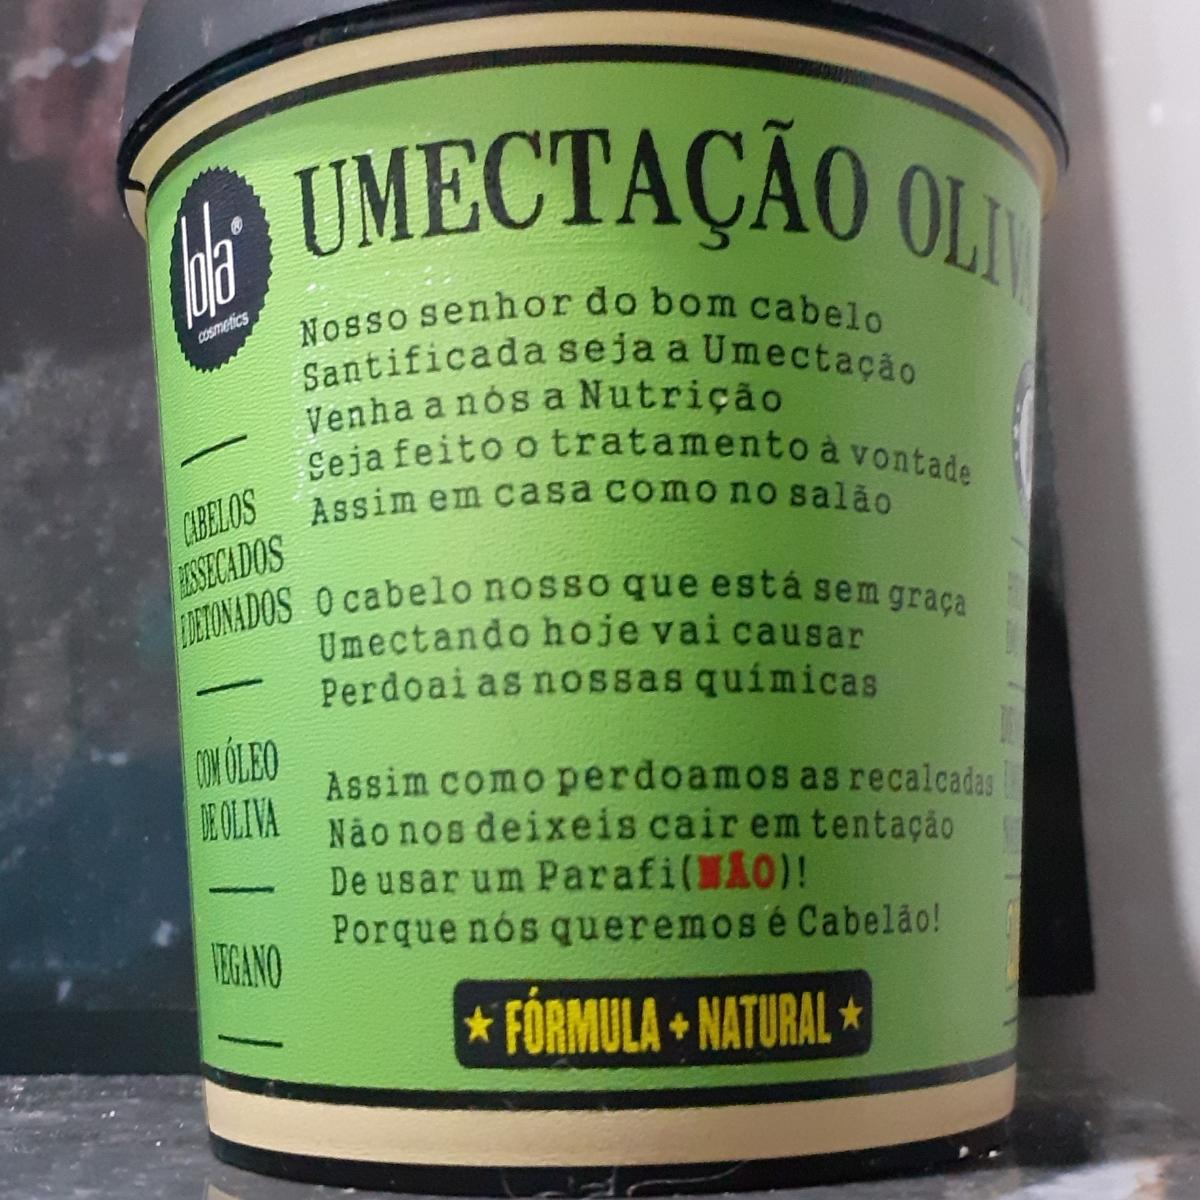 UMECTAÇÃO OLIVA
lola®
cosmetics
Nosso senhor do bom cabelo
Santificada seja a Umectação
Venha a nós a Nutrição
Seja feito o tratamento à vontade
Assim em casa como no salão
O cabelo nosso que está sem graça
Umectando hoje vai causar
Perdoai as nossas químicas
Assim como perdoamos as recalcadas
Não nos deixeis cair em tentação
De usar um Parafi(NÃO)!
Porque nós queremos é Cabelão!
CABELOS
RESSECADOS
E DETONADOS
COM ÓLEO
DE OLIVA
VEGANO
★ FÓRMULA + NATURAL ★